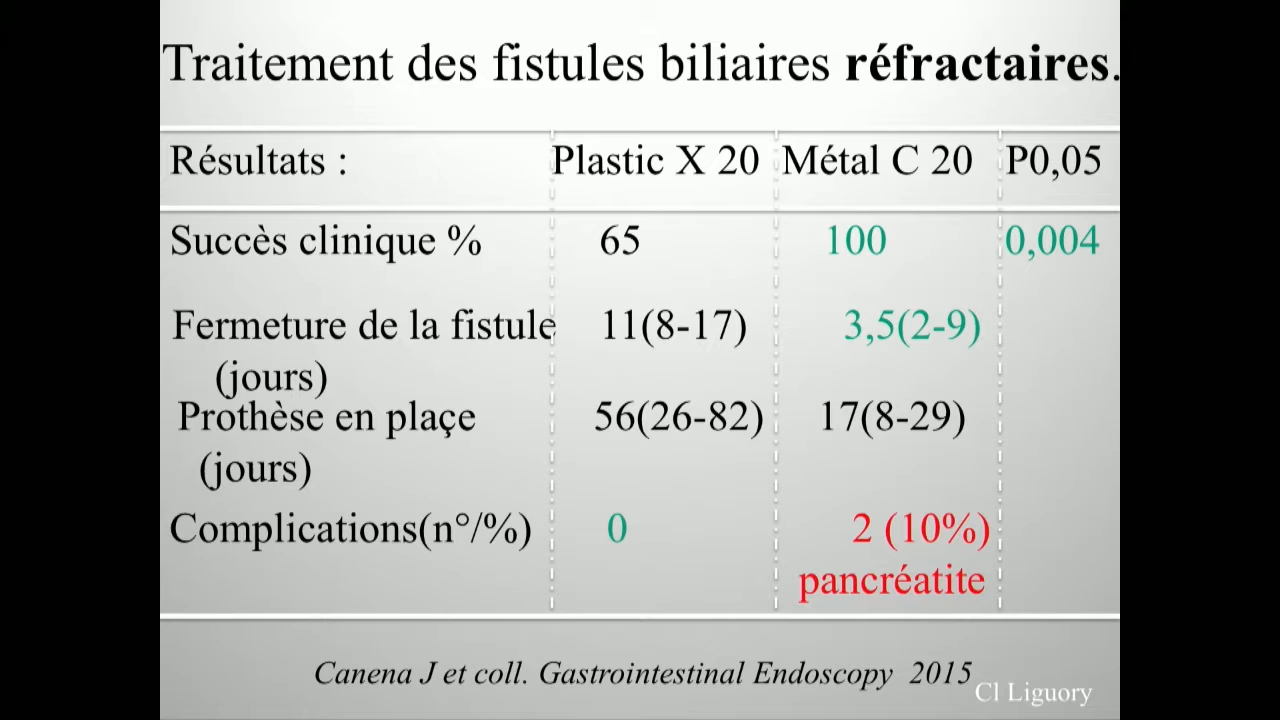 Traitement des fistules biliaires réfractaires.
Résultats : Plastic X 20 Métal C 20 P0,05
Succès clinique % 65 100 0,004
Fermeture de la fistule 11(8-17) 3,5(2-9)
(jours)
Prothèse en plaçe 56(26-82) 17(8-29)
(jours)
Complications(n°/%) 0 2 (10%)
pancréatite
Canena J et coll. Gastrointestinal Endoscopy 2015
Cl Liguory